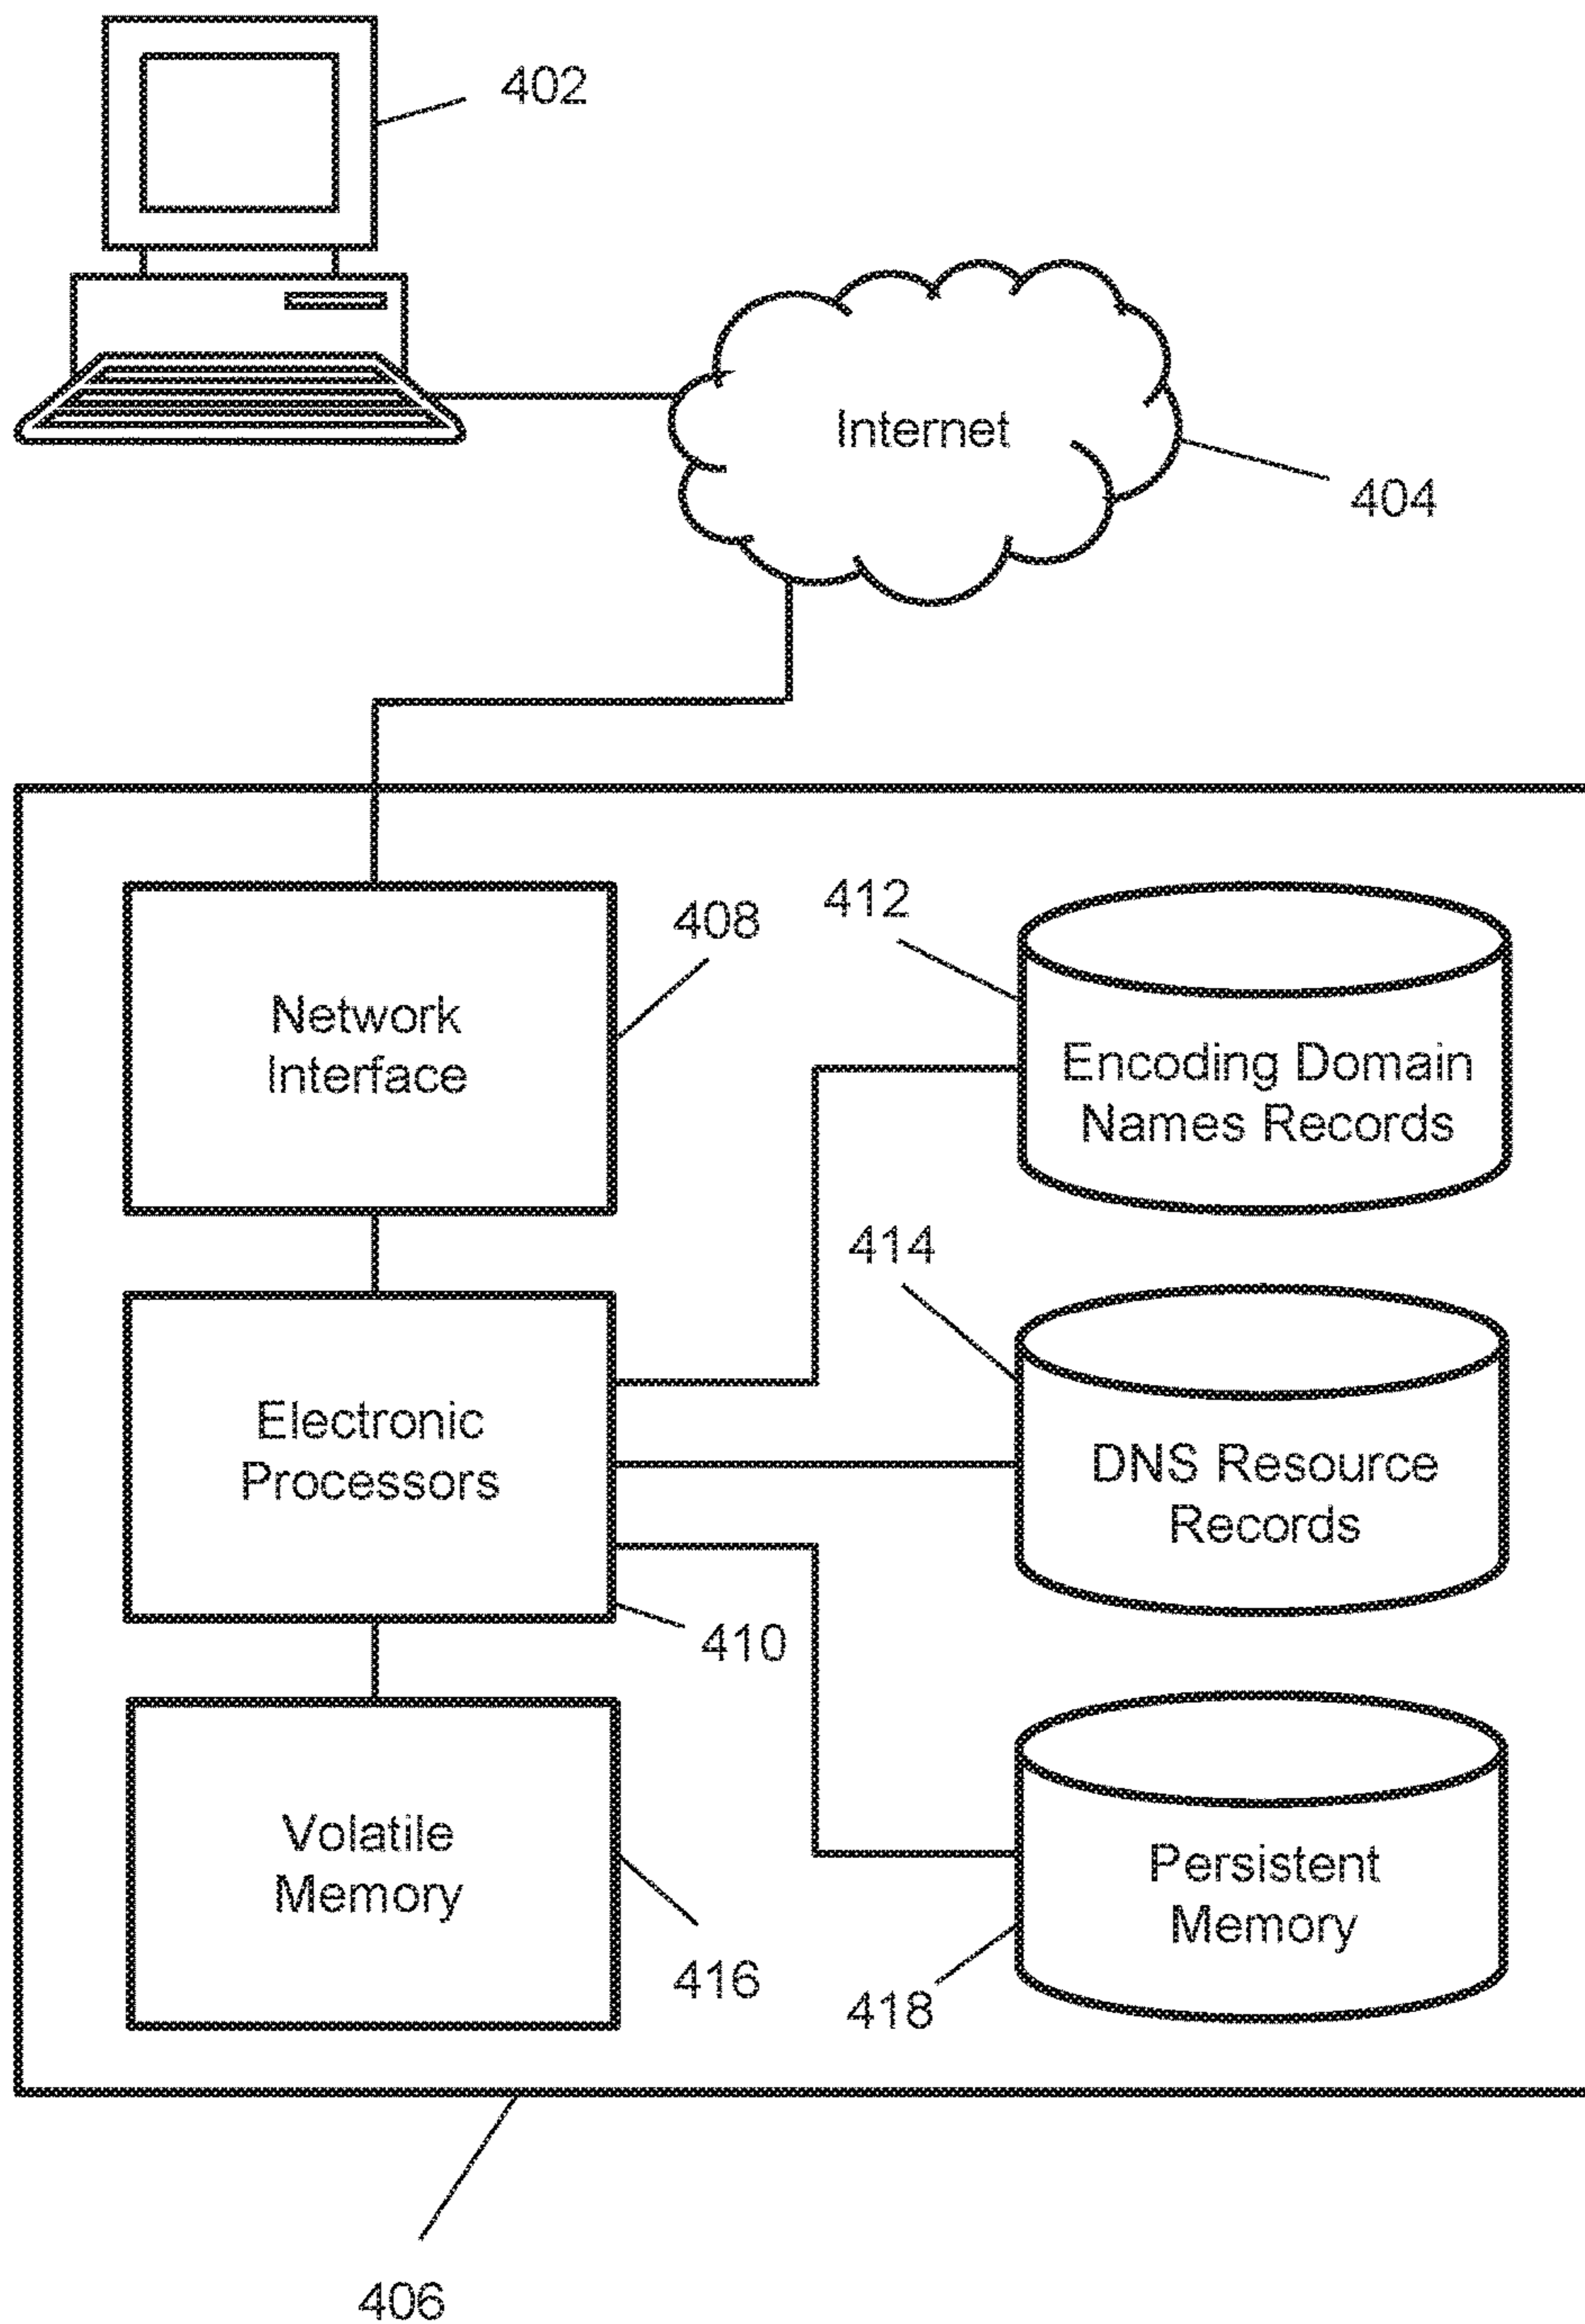 402
Internet
404
408
412
Network
Interface
Encoding Domain
Names Records
414
Electronic
Processors
DNS Resource
Records
410
Volatile
Memory
Persistent
Memory
416
418
406